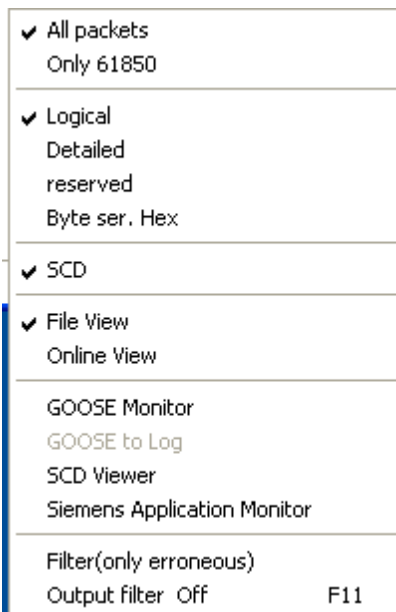 All packets
Only 61850
Logical
Detailed
reserved
Byte ser. Hex
SCD
File View
Online View
GOOSE Monitor
GOOSE to Log
SCD Viewer
Siemens Application Monitor
Filter(only erroneous)
Output filter  Off F11